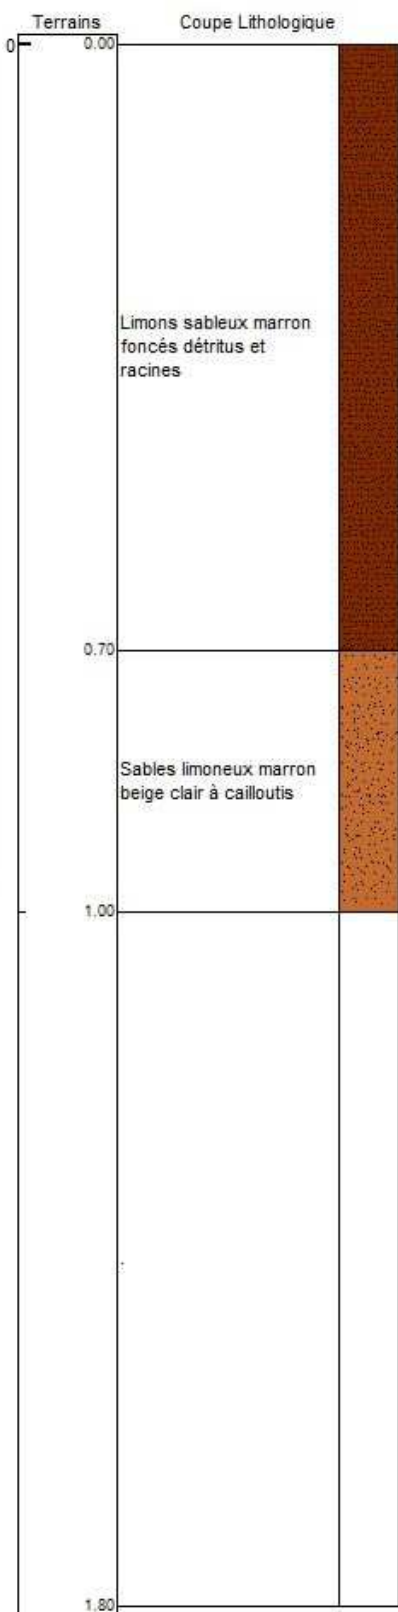 Terrains Coupe Lithologique
0 0.00
Limons sableux marron
foncés détritus et
racines
0.70
Sables limoneux marron
beige clair à cailloutis
1.00
:
1.80